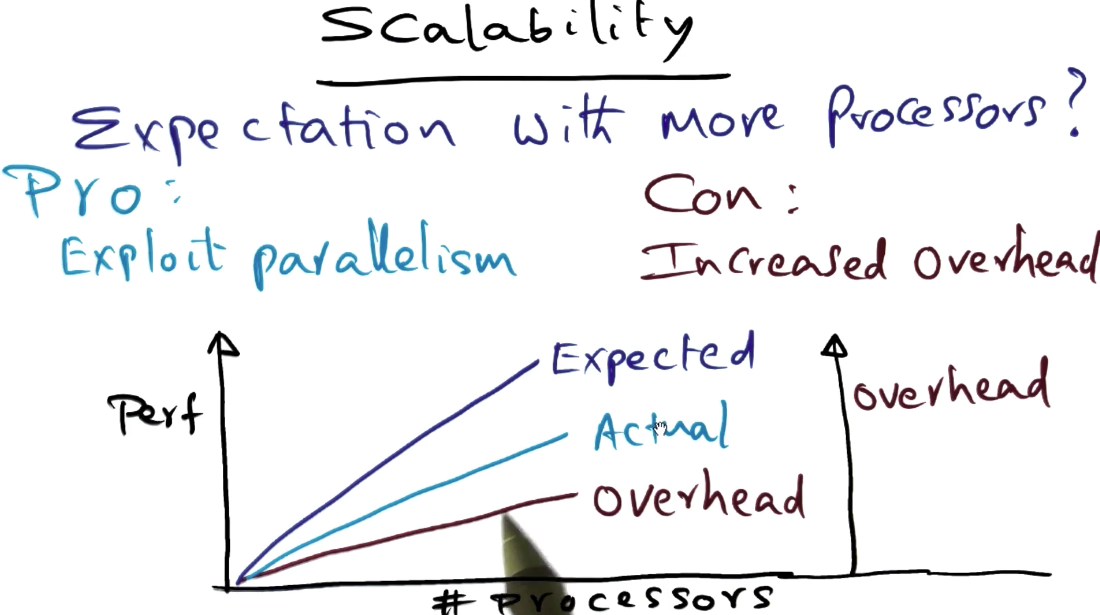 Scalability
Expectation with more Processors?
Pro:
Exploit parallelism
Con:
Increased Overhead
Perf
Expected
Actual
Overhead
overhead
# Processors